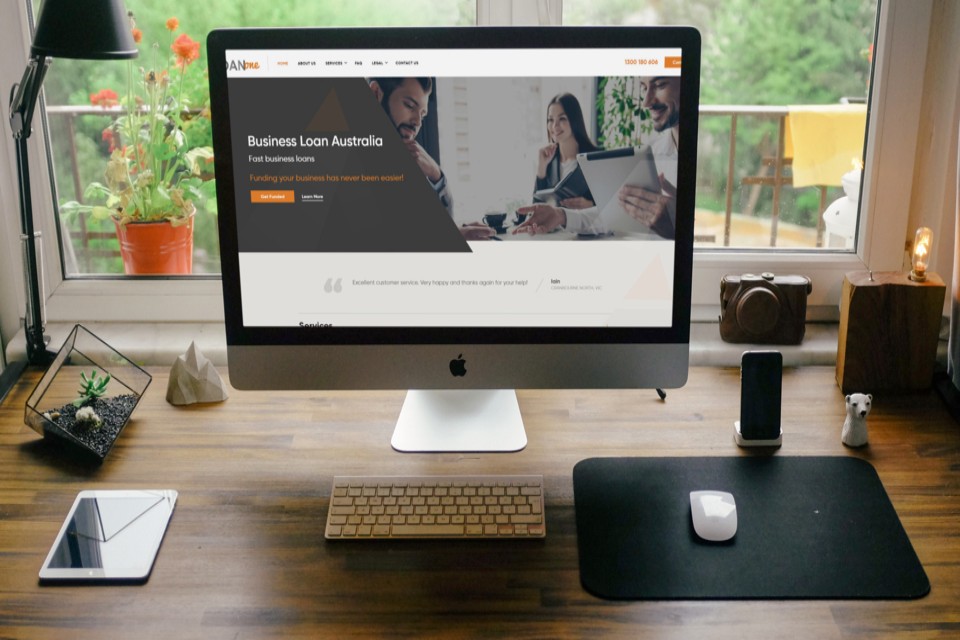 OANone
HOME ABOUT US SERVICES FAQ LEGAL CONTACT US
1300 180 606
Business Loan Australia
Fast business loans
Funding your business has never been easier!
Get Funded Learn More
Excellent customer service. Very happy and thanks again for your help!
Services